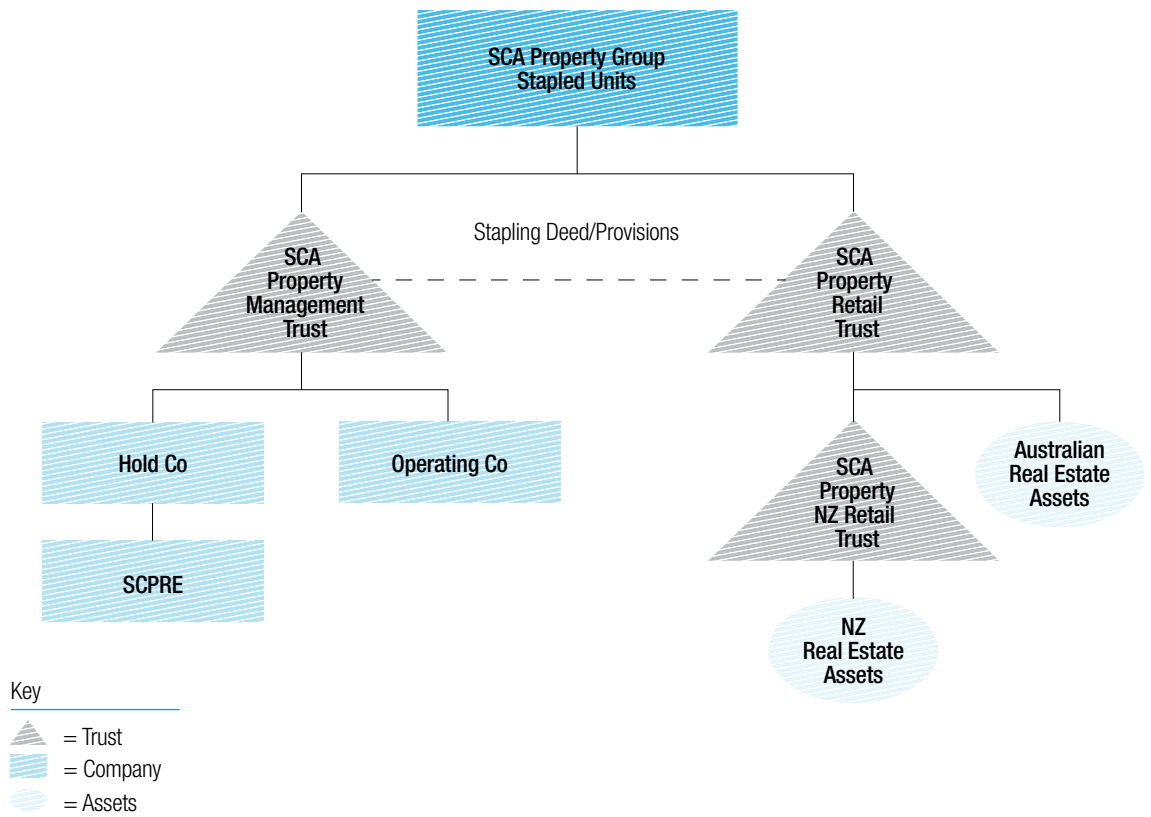 SCA Property Group
Stapled Units
Stapling Deed/Provisions
SCA
Property
Management
Trust
SCA
Property
Retail
Trust
Hold Co
Operating Co
SCA
Property
NZ Retail
Trust
Australian
Real Estate
Assets
SCPRE
NZ
Real Estate
Assets
Key
= Trust
= Company
= Assets